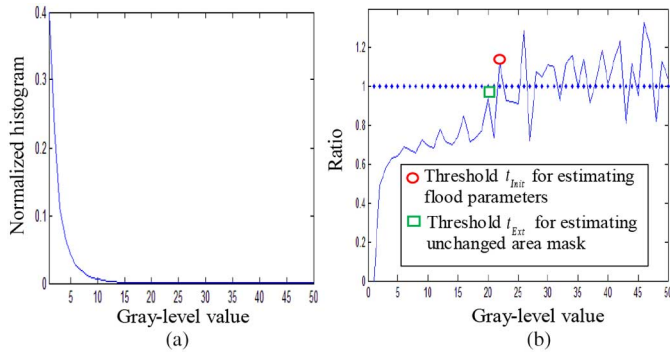 0.4
0.3
0.2
0.1
0
5 10 15 20 25 30 35 40 45 50
Normalized histogram
Gray-level value
(a)
1.2
1.0
0.8
0.6
0.4
0.2
0
0 5 10 15 20 25 30 35 40 45 50
Ratio
Threshold t_Init for estimating
flood parameters
Threshold t_Ext for estimating
unchanged area mask
Gray-level value
(b)